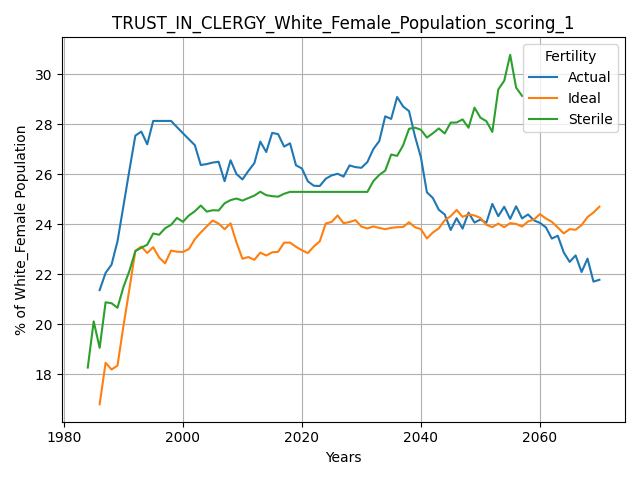 TRUST_IN_CLERGY_White_Female_Population_scoring_1
Fertility
Actual
Ideal
Sterile
% of White_Female Population
30
28
26
24
22
20
18
1980
2000
2020
2040
2060
Years